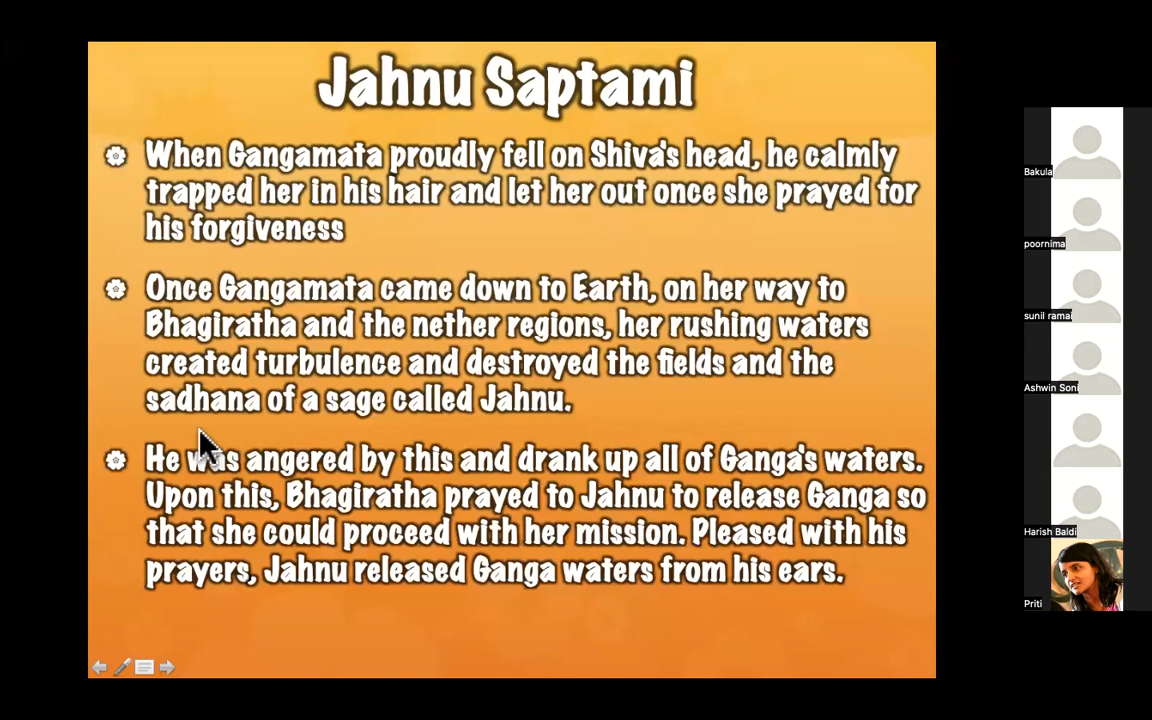 Jahnu Saptami
When Gangamata proudly fell on Shiva's head, he calmly
trapped her in his hair and let her out once she prayed for
his forgiveness
Once Gangamata came down to Earth, on her way to
Bhagiratha and the nether regions, her rushing waters
created turbulence and destroyed the fields and the
sadhana of a sage called Jahnu.
He was angered by this and drank up all of Ganga's waters.
Upon this, Bhagiratha prayed to Jahnu to release Ganga so
that she could proceed with her mission. Pleased with his
prayers, Jahnu released Ganga waters from his ears.
Bakula
poornima
sunil ramai
Ashwin Soni
Harish Baldi
Priti